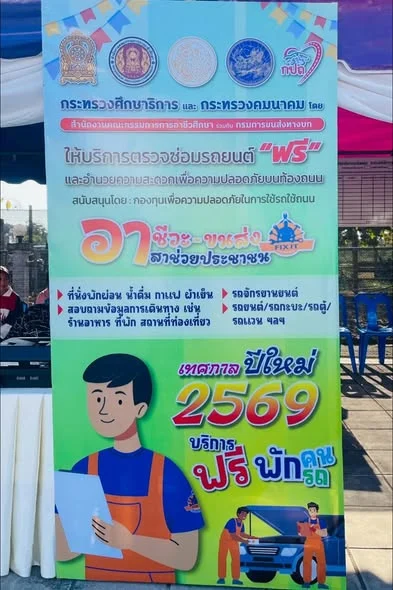 กปถ
กระทรวงศึกษาธิการ และ กระทรวงคมนาคม โดย
สำนักงานคณะกรรมการการอาชีวศึกษา ร่วมกับ กรมการขนส่งทางบก
ให้บริการตรวจซ่อมรถยนต์ "ฟรี"
และอำนวยความสะดวกเพื่อความปลอดภัยบนท้องถนน
สนับสนุนโดย : กองทุนเพื่อความปลอดภัยในการใช้รถใช้ถนน
อาชีวะ-ขนส่ง
อาสาช่วยประชาชน
FIX IT
ที่นั่งพักผ่อน น้ำดื่ม กาแฟ ผ้าเย็น
สอบถามข้อมูลการเดินทาง เช่น
ร้านอาหาร ที่พัก สถานที่ท่องเที่ยว
รถจักรยานยนต์
รถยนต์/รถกระบะ/รถตู้/
รถแวน ฯลฯ
เทศกาล ปีใหม่
2569
บริการ
ฟรี พักคน
รถ